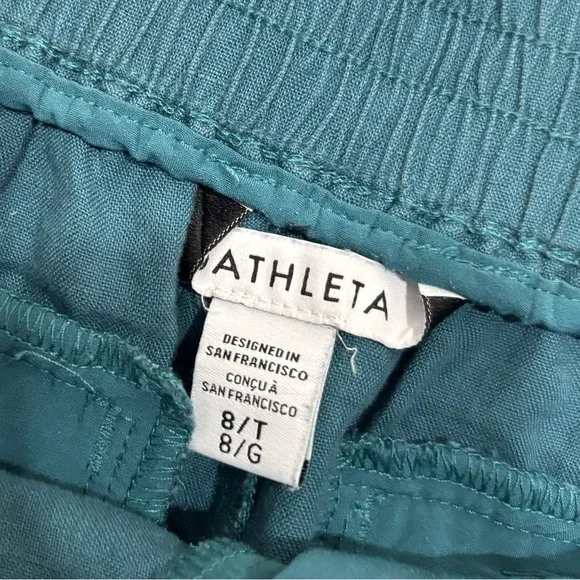 ATHLETA
DESIGNED IN
SAN FRANCISCO
CONÇU À
SAN FRANCISCO
8/T
8/G